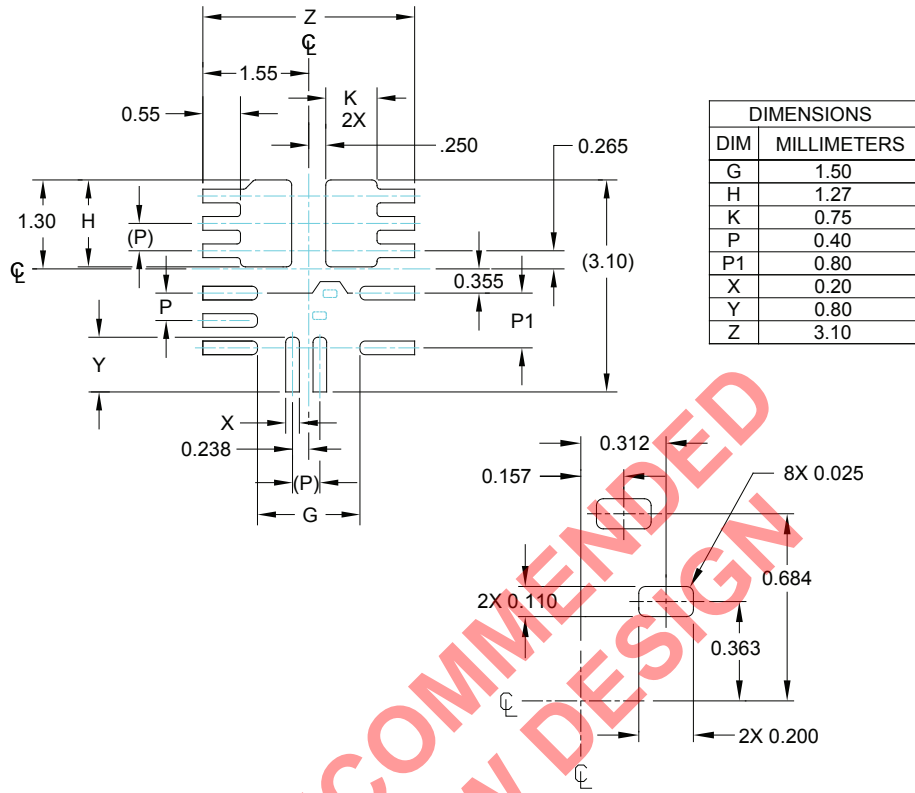 Z
℄
1.55
K
2X
0.55
.250
0.265
1.30
H
(P)
(3.10)
℄
0.355
P
P1
Y
X
0.238
(P)
G
DIMENSIONS
DIM MILLIMETERS
G 1.50
H 1.27
K 0.75
P 0.40
P1 0.80
X 0.20
Y 0.80
Z 3.10
0.312
0.157
8X 0.025
0.684
2X 0.110
0.363
℄
2X 0.200
℄
COMMENDED
DESIGN